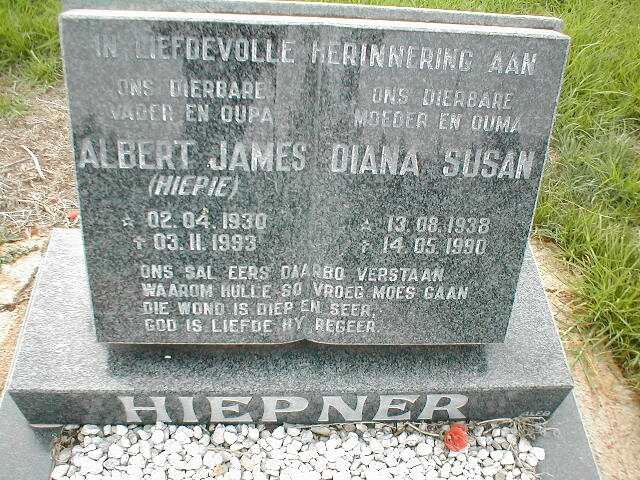 IN LIEFDEVOLLE HERINNERING AAN
ONS DIERBARE
VADER EN OUPA
ALBERT JAMES
(HIEPIE)
☆ 02.04.1930
✝ 03.11.1993
ONS DIERBARE
MOEDER EN OUMA
DIANA SUSAN
☆ 13.08.1938
✝ 14.05.1990
ONS SAL EERS DAARBO VERSTAAN
WAAROM HULLE SO VROEG MOES GAAN
DIE WOND IS DIEP EN SEER,
GOD IS LIEFDE HY REGEER.
HIEPNER